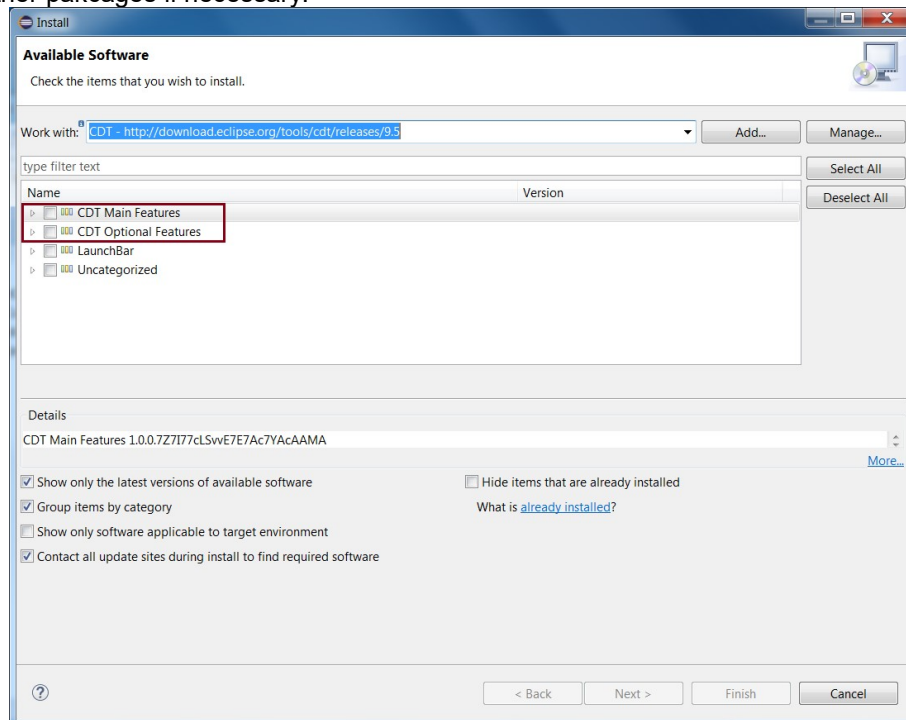 packages if necessary.
Install
Available Software
Check the items that you wish to install.
Work with: CDT - http://download.eclipse.org/tools/cdt/releases/9.5
Add...
Manage...
type filter text
Select All
Name Version
Deselect All
CDT Main Features
CDT Optional Features
LaunchBar
Uncategorized
Details
CDT Main Features 1.0.0.7Z7I77cLSvvE7E7Ac7YAcAAMA
More...
Show only the latest versions of available software
Hide items that are already installed
Group items by category
What is already installed?
Show only software applicable to target environment
Contact all update sites during install to find required software
?
< Back
Next >
Finish
Cancel